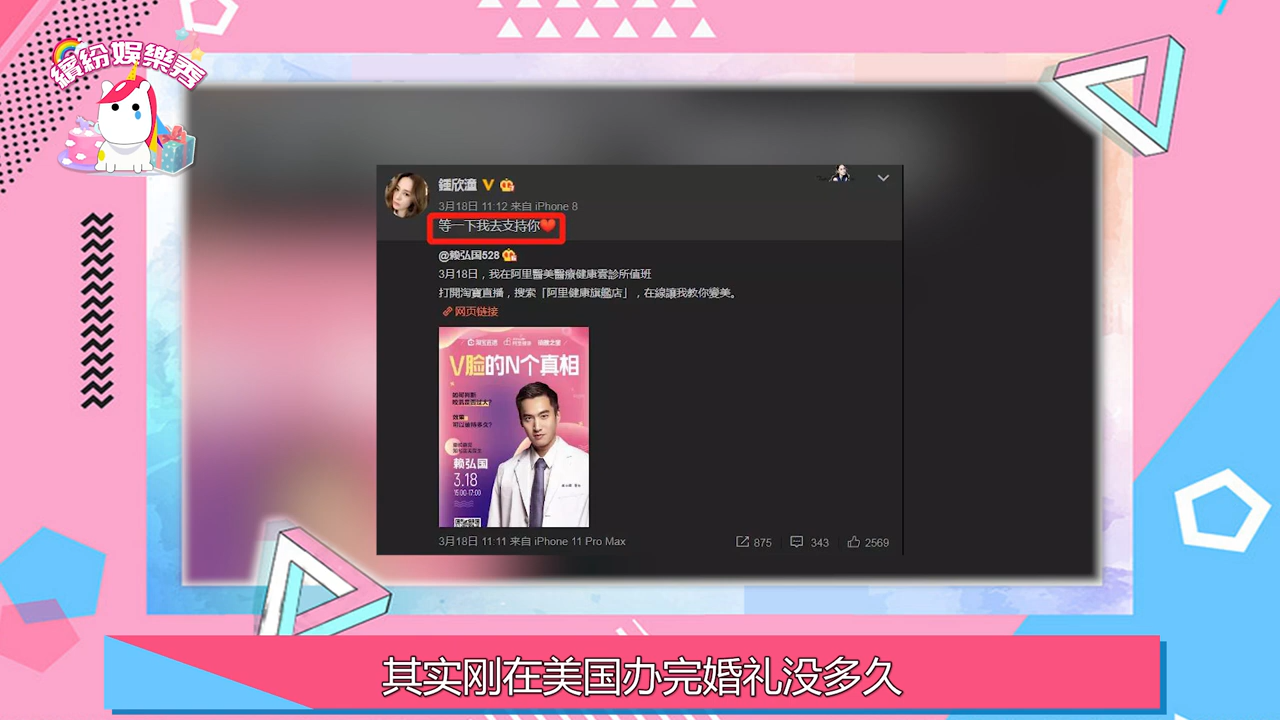 繽紛娛樂秀
鍾欣潼
3月18日 11:12 来自 iPhone 8
等一下我去支持你❤️
@賴弘国528
3月18日，我在阿里醫美醫療健康雲診所值班
打開淘寶直播，搜索「阿里健康旗艦店」，在線讓我教你變美。
网页链接
V脸的N个真相
赖弘国
3.18
15:00-17:00
3月18日 11:11 来自 iPhone 11 Pro Max
875 343 2569
其实刚在美国办完婚礼没多久